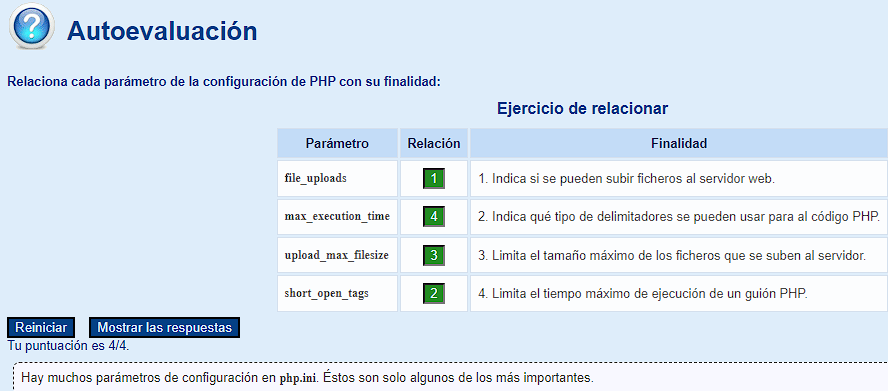 Autoevaluación
Relaciona cada parámetro de la configuración de PHP con su finalidad:
Ejercicio de relacionar
Parámetro Relación Finalidad
file_uploads 1 1. Indica si se pueden subir ficheros al servidor web.
max_execution_time 4 2. Indica qué tipo de delimitadores se pueden usar para al código PHP.
upload_max_filesize 3 3. Limita el tamaño máximo de los ficheros que se suben al servidor.
short_open_tags 2 4. Limita el tiempo máximo de ejecución de un guión PHP.
Reiniciar Mostrar las respuestas
Tu puntuación es 4/4.
Hay muchos parámetros de configuración en php.ini. Éstos son solo algunos de los más importantes.